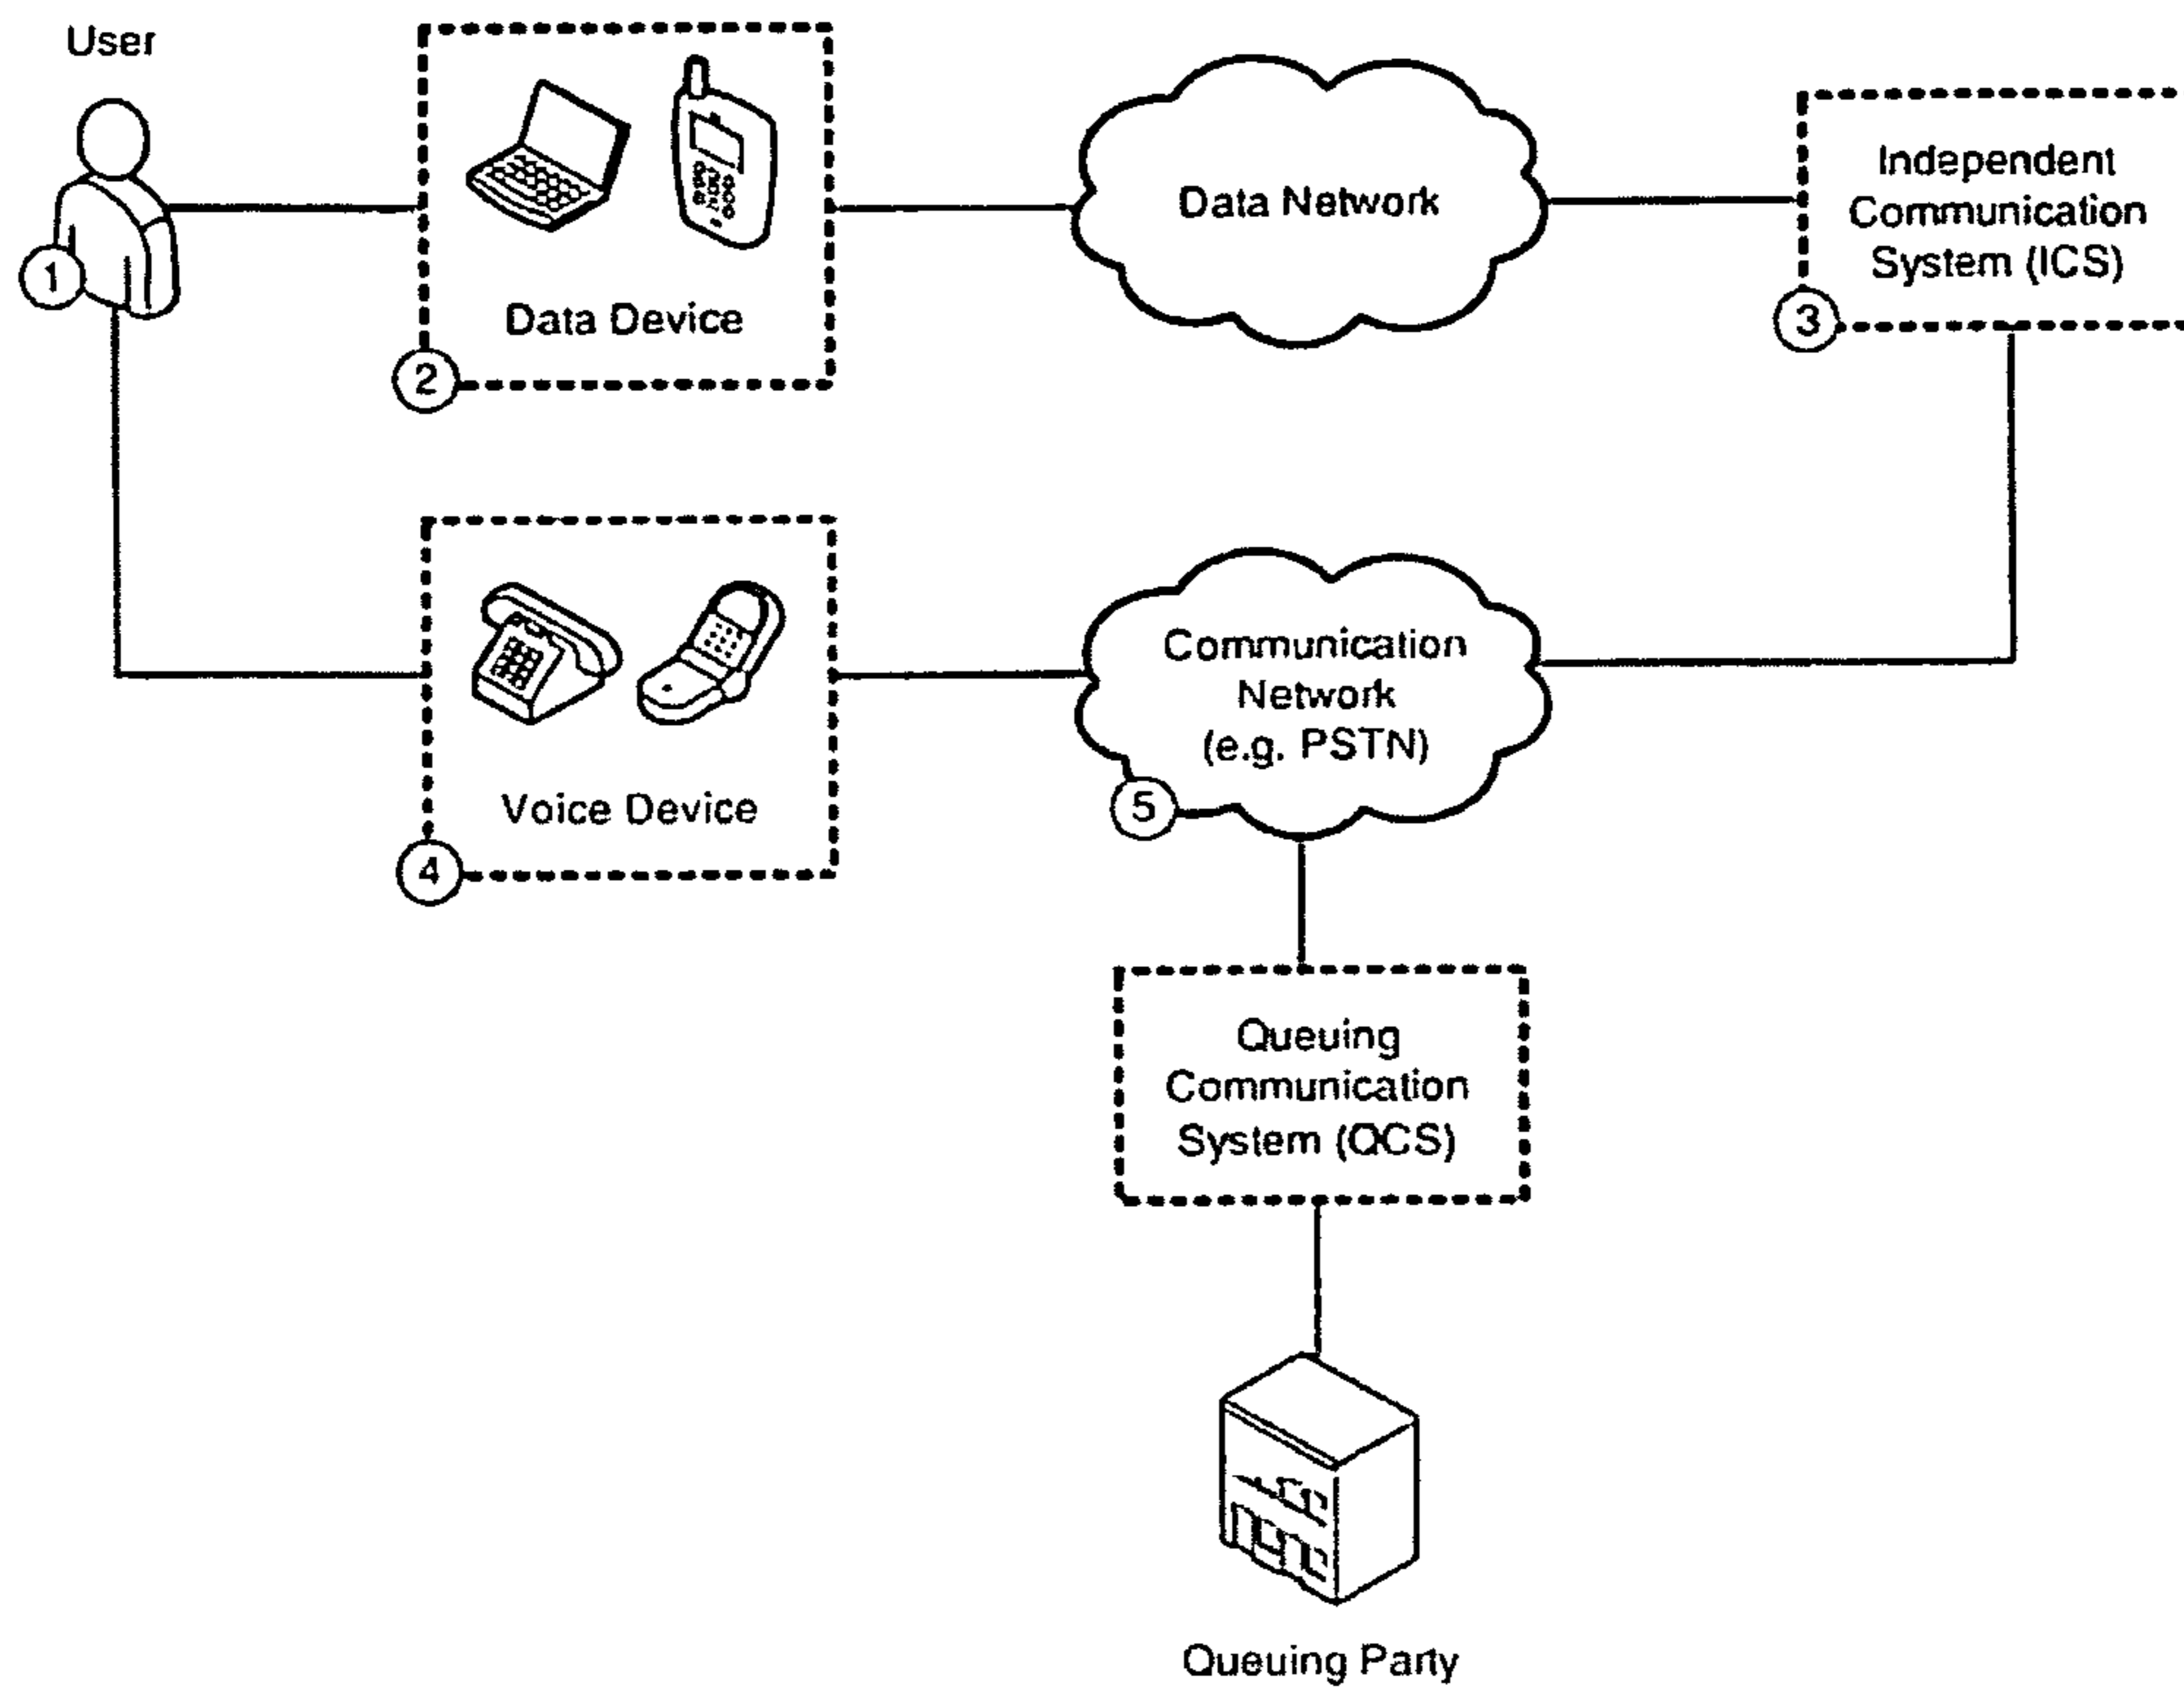 User
1
Data Device
2
Data Network
Independent
Communication
System (ICS)
3
Voice Device
4
Communication
Network
(e.g. PSTN)
5
Queuing
Communication
System (QCS)
Queuing Party